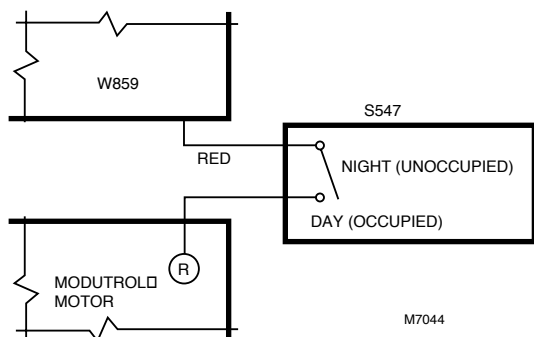 W859
S547
RED
NIGHT (UNOCCUPIED)
DAY (OCCUPIED)
R
MODUTROL▯
MOTOR
M7044